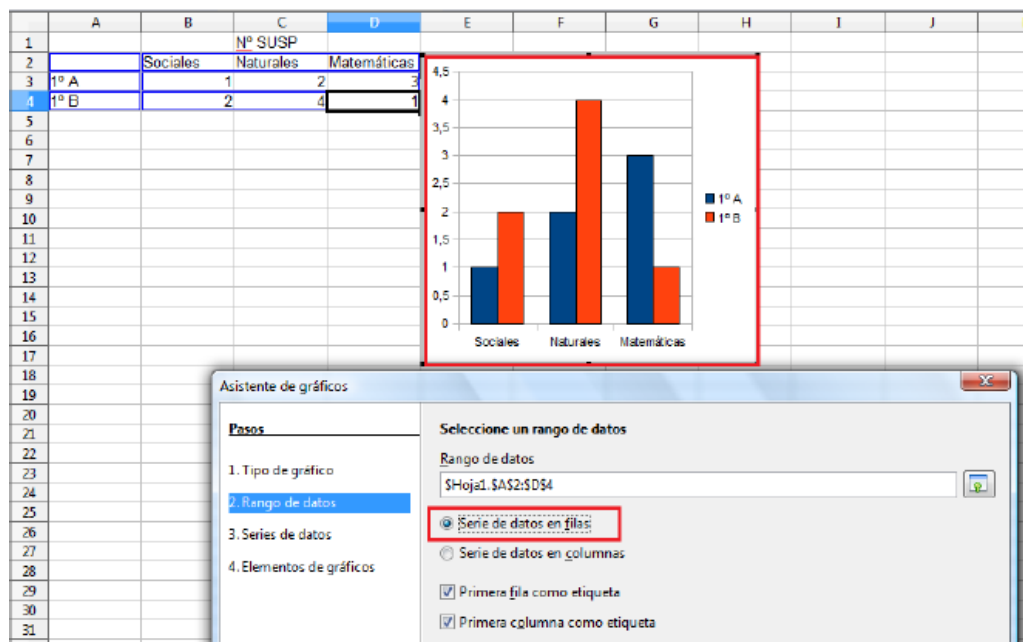 A B C D E F G H I J
1 Nº SUSP
2 Sociales Naturales Matemáticas
3 1º A 1 2 3
4 1º B 2 4 1
5
6
7
8
9
10
11
12
13
14
15
16
17
18
19
20
21
22
23
24
25
26
27
28
29
30
31
4,5
4
3,5
3
2,5
2
1,5
1
0,5
0
Sociales Naturales Matemáticas
1º A
1º B
Asistente de gráficos
Pasos
1. Tipo de gráfico
2. Rango de datos
3. Series de datos
4. Elementos de gráficos
Seleccione un rango de datos
Rango de datos
$Hoja1.$A$2:$D$4
Serie de datos en filas
Serie de datos en columnas
Primera fila como etiqueta
Primera columna como etiqueta